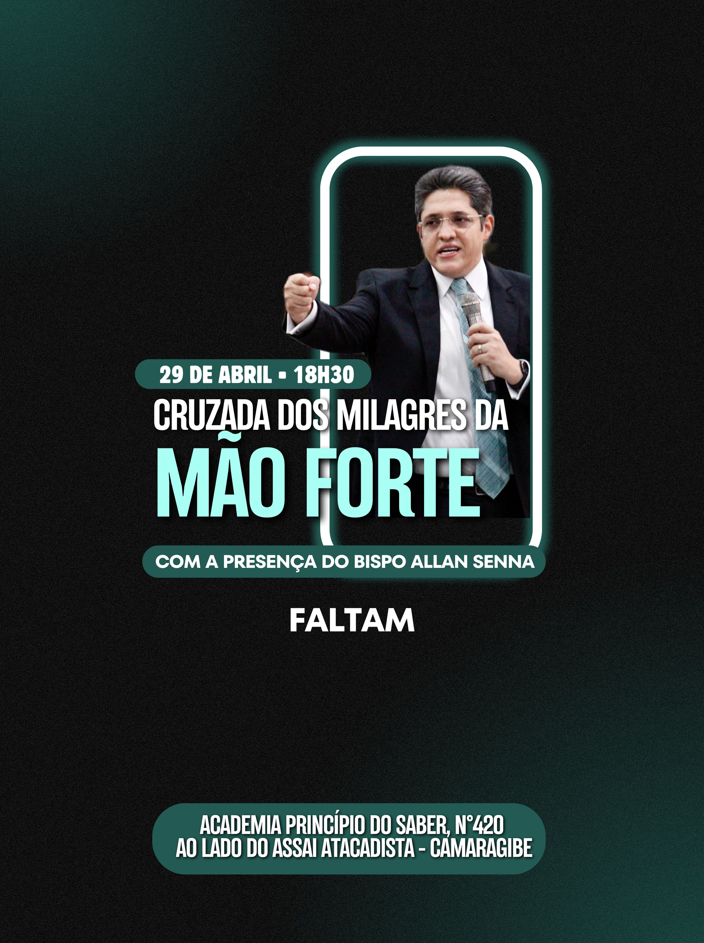 29 DE ABRIL ▪ 18H30
CRUZADA DOS MILAGRES DA
MÃO FORTE
COM A PRESENÇA DO BISPO ALLAN SENNA
FALTAM
ACADEMIA PRINCÍPIO DO SABER, N°420
AO LADO DO ASSAI ATACADISTA - CAMARAGIBE